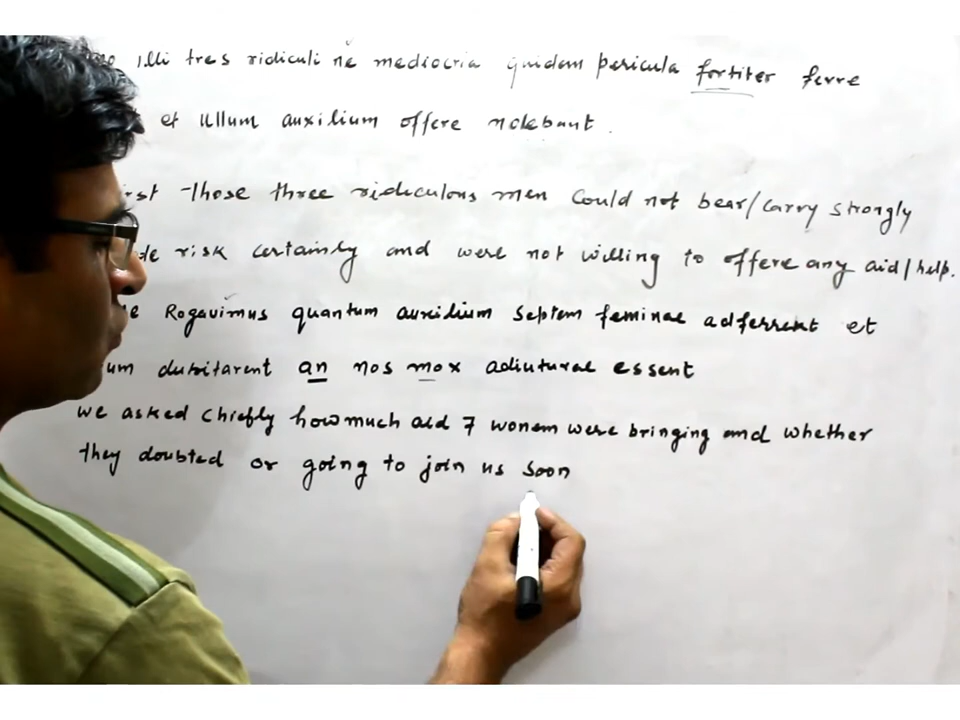 illi tres ridiculi ne mediocria quidem pericula fortiter ferre
et ullum auxilium offere nolebant.
those three ridiculous men could not bear/carry strongly
risk certainly and were not willing to offere any aid/help.
Rogavimus quantum auxilium septem feminae adferrent et
dubitarent an nos mox adiuturae essent
we asked chiefly how much aid 7 wonem were bringing and whether
they doubted or going to join us soon